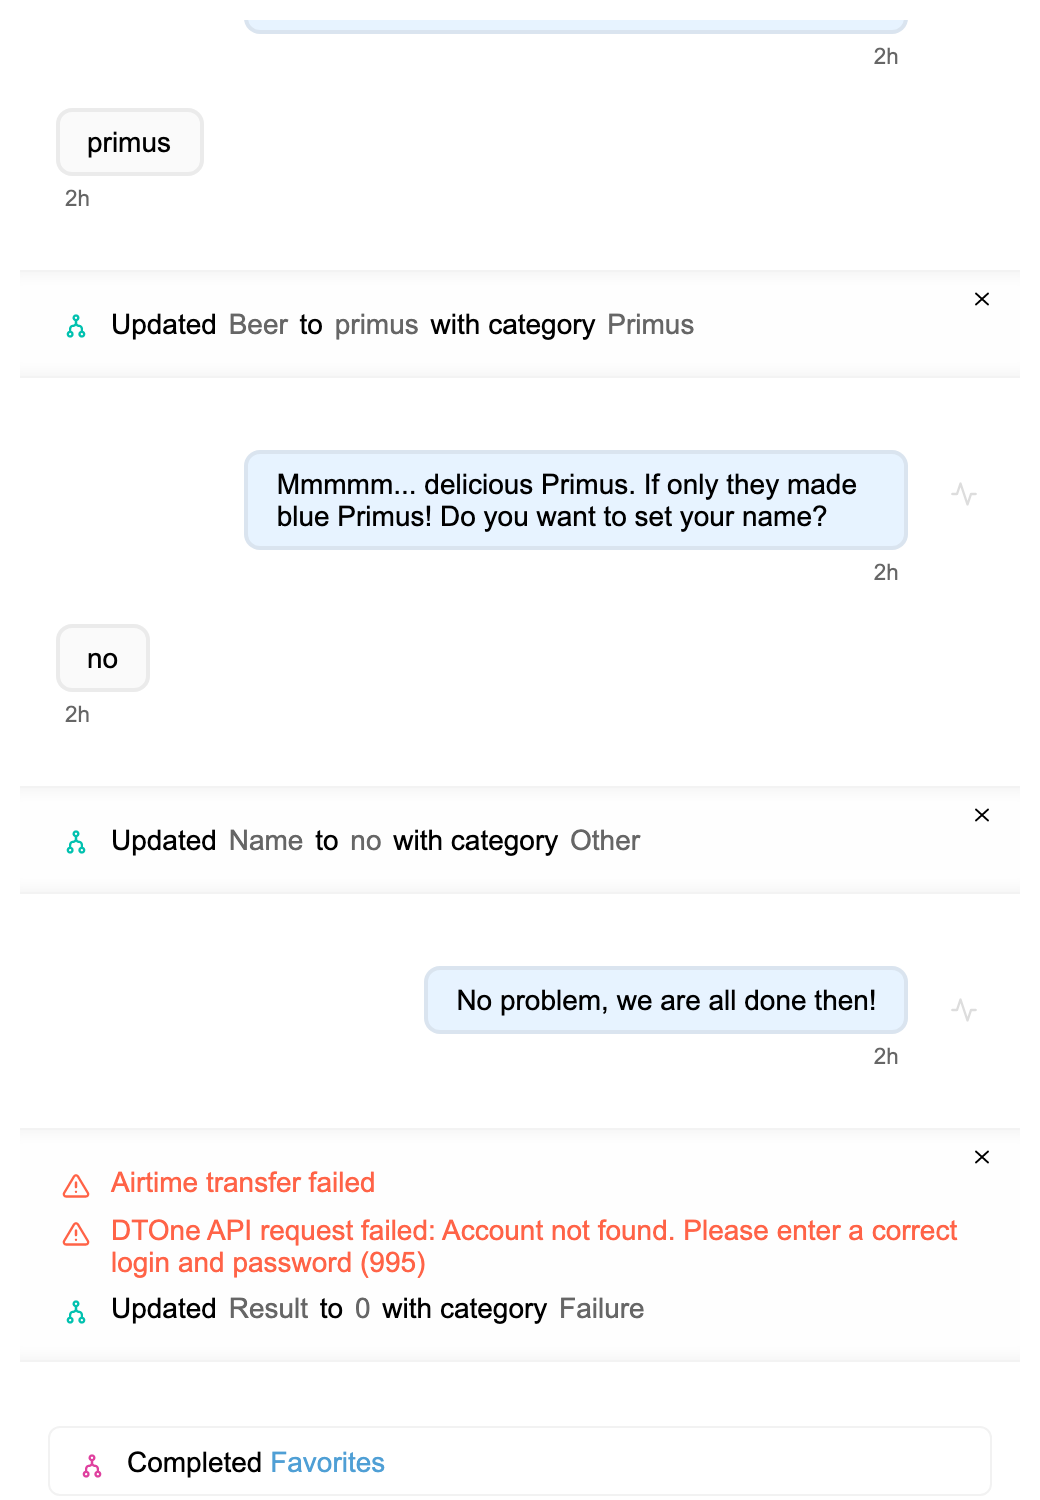 2h
primus
2h
Updated Beer to primus with category Primus
Mmmmm... delicious Primus. If only they made
blue Primus! Do you want to set your name?
2h
no
2h
Updated Name to no with category Other
No problem, we are all done then!
2h
Airtime transfer failed
DTOne API request failed: Account not found. Please enter a correct
login and password (995)
Updated Result to 0 with category Failure
Completed Favorites